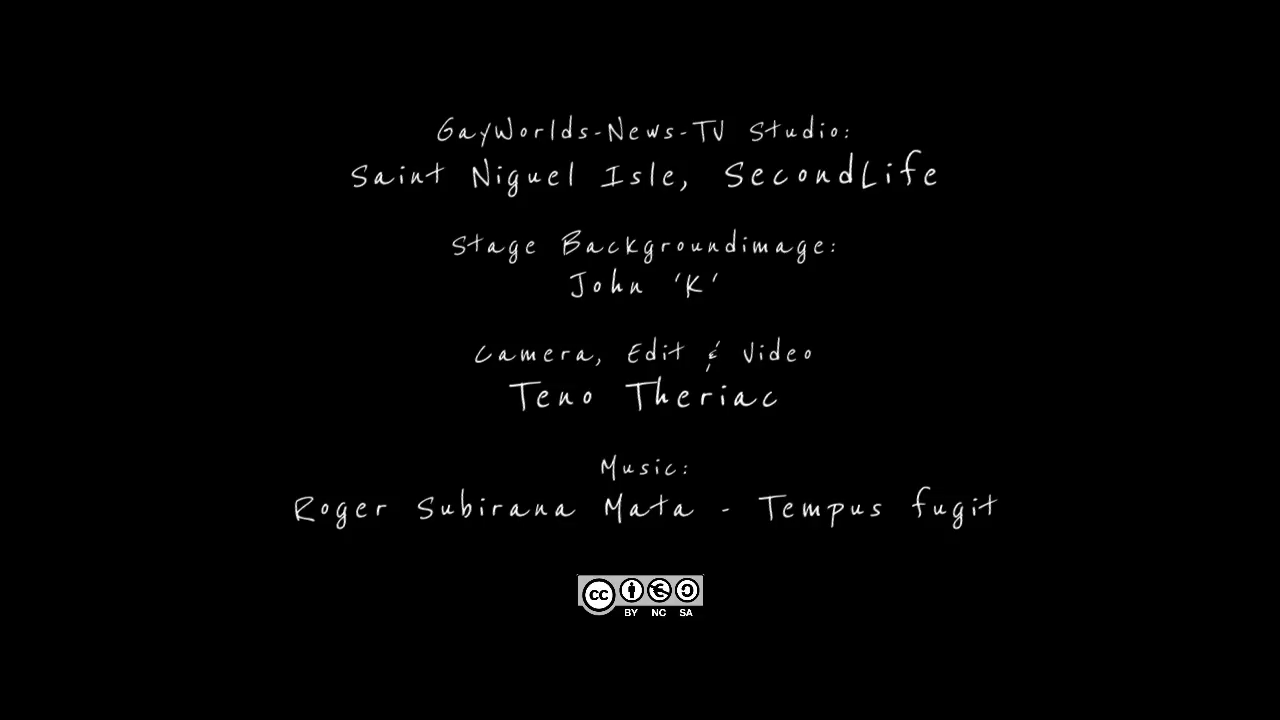 GayWorlds-News-TV Studio:
Saint Niguel Isle, SecondLife
Stage Backgroundimage:
John 'K'
Camera, Edit & Video
Teno Theriac
Music:
Roger Subirana Mata - Tempus fugit
cc
BY NC SA